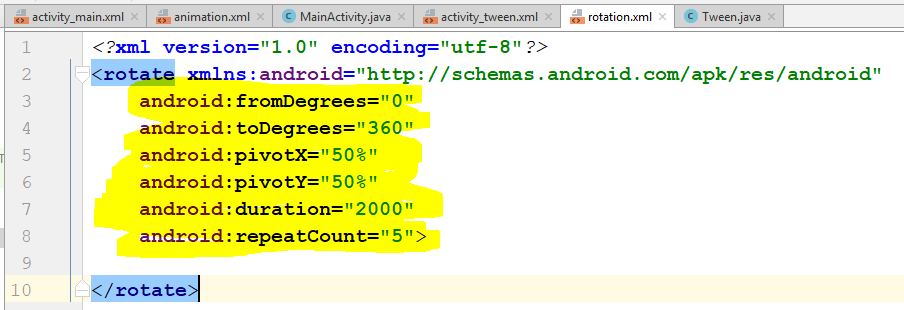 activity_main.xml × animation.xml × MainActivity.java × activity_tween.xml × rotation.xml × Tween.java ×
1 <?xml version="1.0" encoding="utf-8"?>
2 <rotate xmlns:android="http://schemas.android.com/apk/res/android"
3 android:fromDegrees="0"
4 android:toDegrees="360"
5 android:pivotX="50%"
6 android:pivotY="50%"
7 android:duration="2000"
8 android:repeatCount="5">
9
10 </rotate>